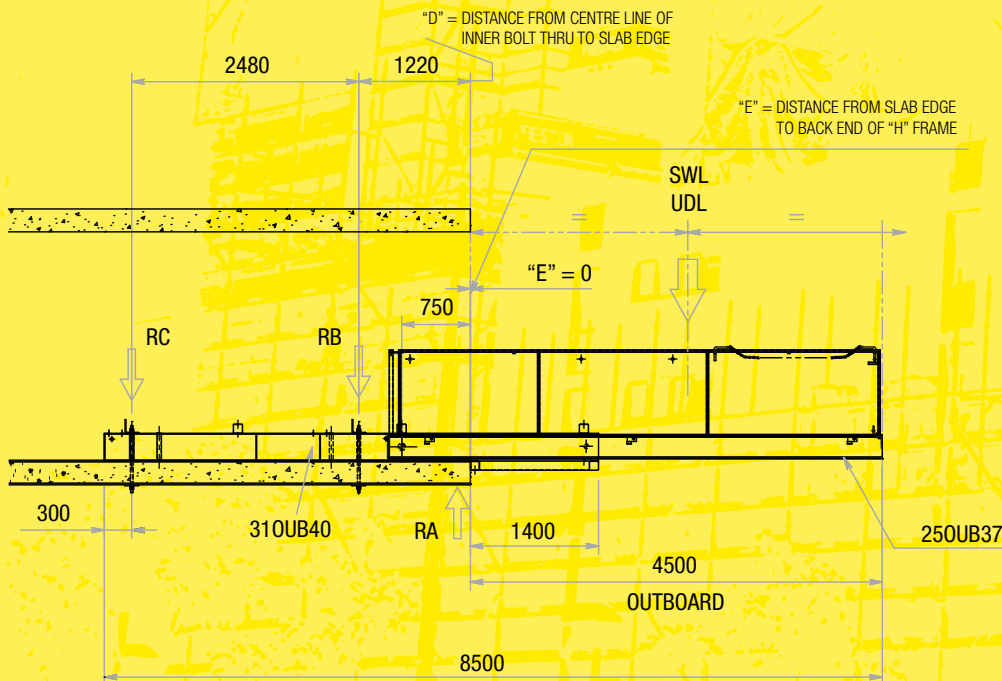 “D” = DISTANCE FROM CENTRE LINE OF
INNER BOLT THRU TO SLAB EDGE
2480
1220
“E” = DISTANCE FROM SLAB EDGE
TO BACK END OF “H” FRAME
SWL
UDL
=
=
“E” = 0
750
RC
RB
300
310UB40
RA
1400
250UB37
4500
OUTBOARD
8500